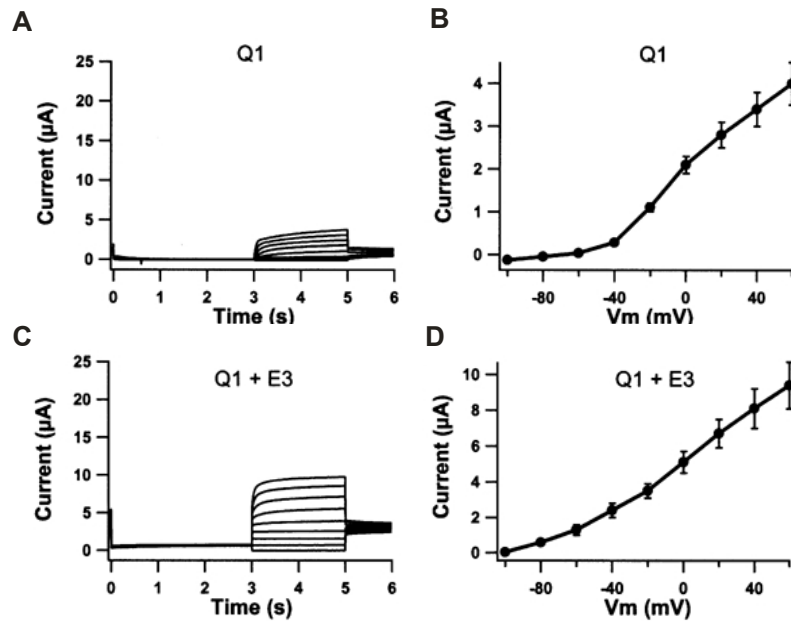 A
Q1
25
20
15
10
5
0
Current (µA)
0 1 2 3 4 5 6
Time (s)
B
Q1
4
3
2
1
0
Current (µA)
-80 -40 0 40
Vm (mV)
C
Q1 + E3
25
20
15
10
5
0
Current (µA)
0 1 2 3 4 5 6
Time (s)
D
Q1 + E3
10
8
6
4
2
0
Current (µA)
-80 -40 0 40
Vm (mV)